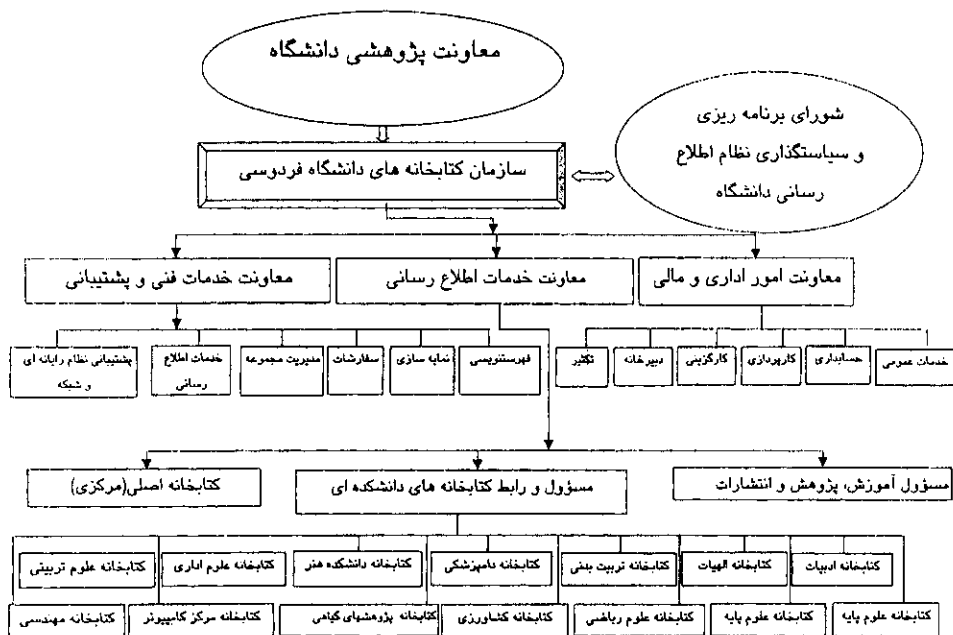 معاونت پژوهشی دانشگاه
شورای برنامه ریزی
و سیاستگذاری نظام اطلاع
رسانی دانشگاه
سازمان کتابخانه های دانشگاه فردوسی
معاونت امور اداری و مالی
معاونت خدمات اطلاع رسانی
معاونت خدمات فنی و پشتیبانی
خدمات عمومی
حسابداری
کارپردازی
کارگزینی
دبیرخانه
تکثیر
فهرستنویسی
نمایه سازی
سفارشات
مدیریت مجموعه
خدمات اطلاع
رسانی
پشتیبانی نظام رایانه ای
و شبکه
مسؤول آموزش، پژوهش و انتشارات
مسؤول و رابط کتابخانه های دانشکده ای
کتابخانه اصلی(مرکزی)
کتابخانه ادبیات
کتابخانه الهیات
کتابخانه تربیت بدنی
کتابخانه دامپزشکی
کتابخانه دانشکده هنر
کتابخانه علوم اداری
کتابخانه علوم تربیتی
کتابخانه علوم پایه
کتابخانه علوم پایه
کتابخانه علوم ریاضی
کتابخانه کشاورزی
کتابخانه پژوهشهای گیاهی
کتابخانه مرکز کامپیوتر
کتابخانه مهندسی